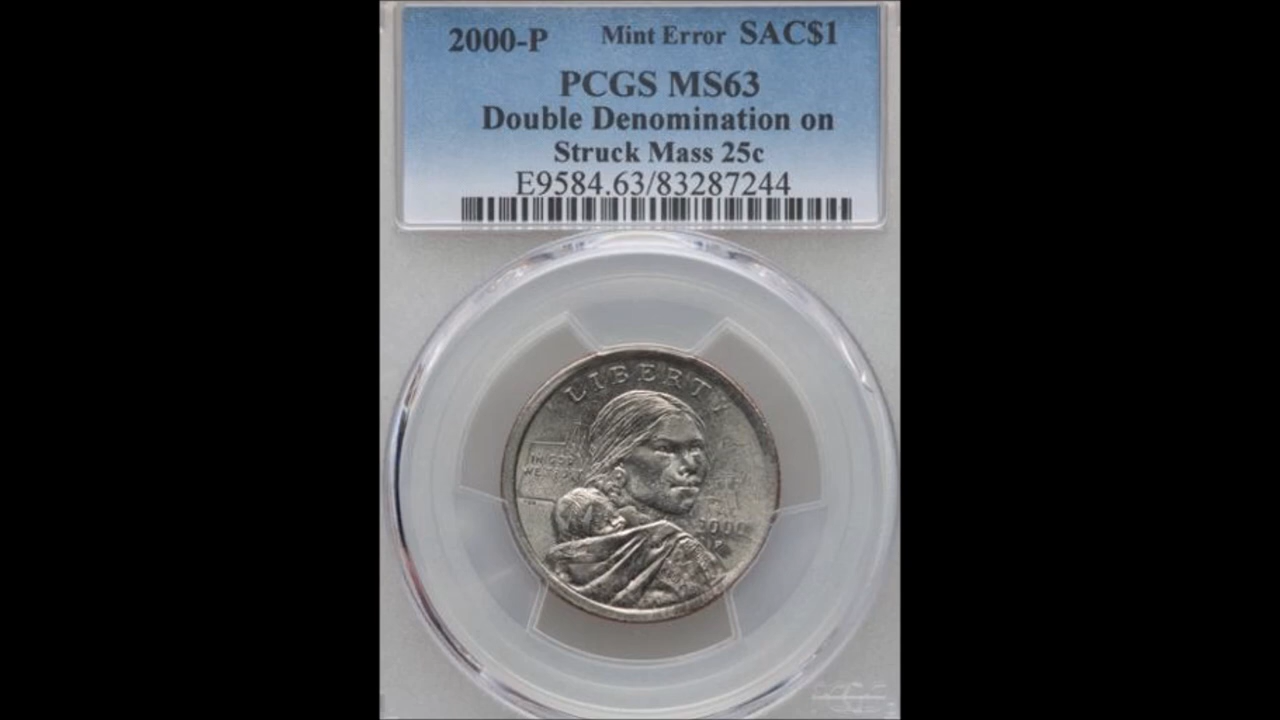 2000-P Mint Error SAC$1
PCGS MS63
Double Denomination on
Struck Mass 25c
E9584.63/83287244
LIBERTY
IN GOD
WE TRUST
2000
P